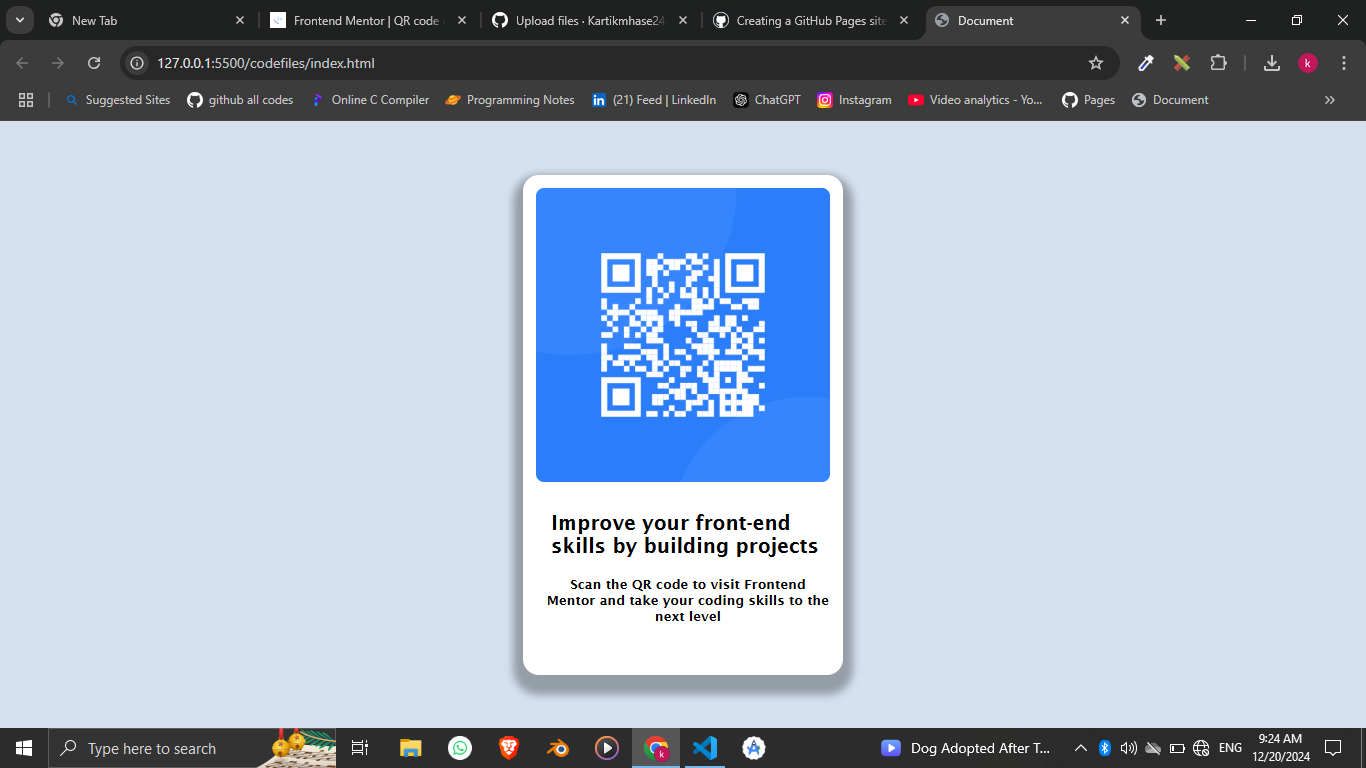 New Tab
Frontend Mentor | QR code
Upload files · Kartikmhase24
Creating a GitHub Pages site
Document
127.0.0.1:5500/codefiles/index.html
k
Suggested Sites
github all codes
Online C Compiler
Programming Notes
(21) Feed | LinkedIn
ChatGPT
Instagram
Video analytics - Yo...
Pages
Document
Improve your front-end
skills by building projects
Scan the QR code to visit Frontend
Mentor and take your coding skills to the
next level
Type here to search
Dog Adopted After T...
ENG
9:24 AM
12/20/2024